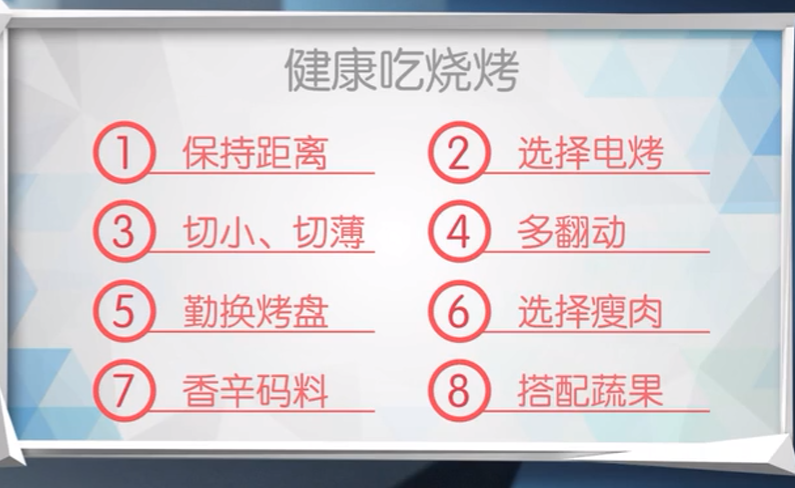 健康吃烧烤
① 保持距离 ② 选择电烤
③ 切小、切薄 ④ 多翻动
⑤ 勤换烤盘 ⑥ 选择瘦肉
⑦ 香辛码料 ⑧ 搭配蔬果